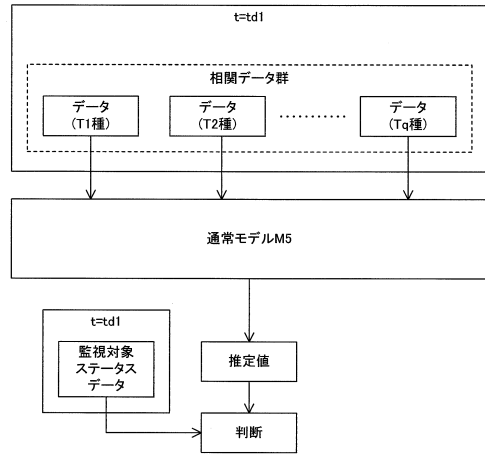 t=td1
相関データ群
データ
(T1種)
データ
(T2種)
…………
データ
(Tq種)
通常モデルM5
t=td1
監視対象
ステータス
データ
推定値
判断